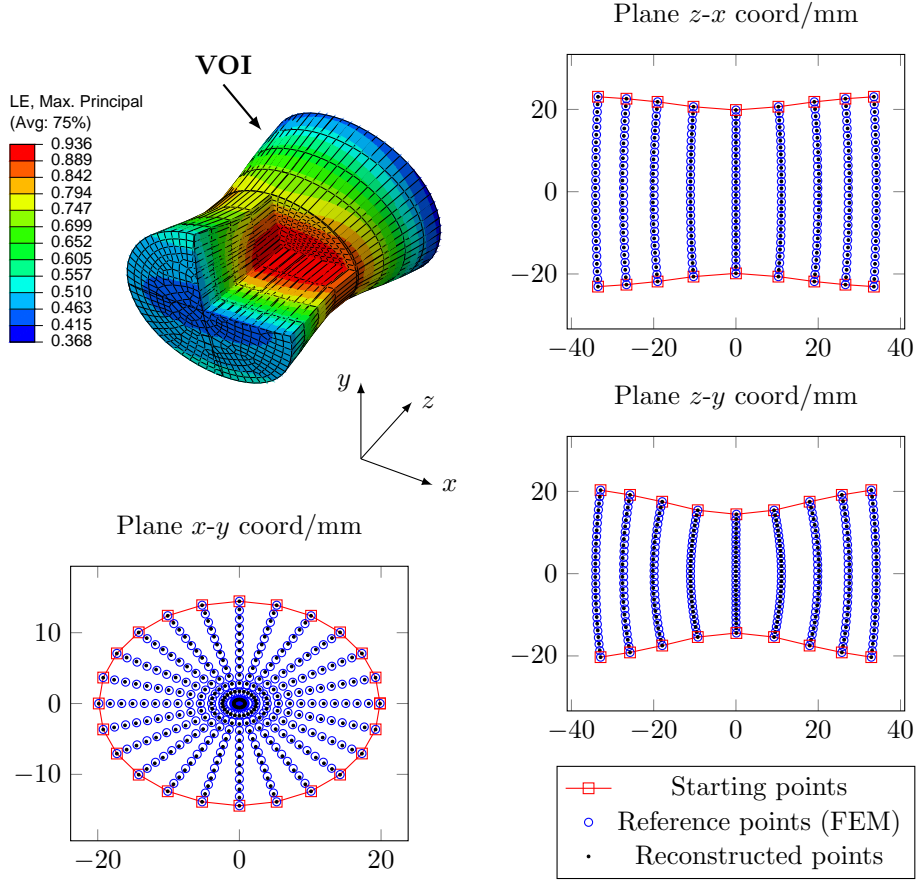 VOI
LE, Max. Principal
(Avg: 75%)
0.936
0.889
0.842
0.794
0.747
0.699
0.652
0.605
0.557
0.510
0.463
0.415
0.368
y
z
x
Plane z-x coord/mm
20
0
−20
−40 −20 0 20 40
Plane z-y coord/mm
20
0
−20
−40 −20 0 20 40
Plane x-y coord/mm
10
0
−10
−20 0 20
Starting points
Reference points (FEM)
Reconstructed points